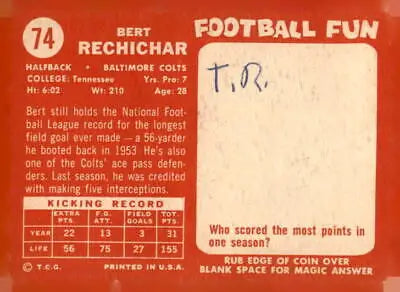 74
BERT
RECHICHAR
HALFBACK • BALTIMORE COLTS
COLLEGE: Tennessee Yrs. Pro: 7
Ht: 6:02 Wt: 210 Age: 28
Bert still holds the National Foot-
ball League record for the longest
field goal ever made — a 56-yarder
he booted back in 1953. He's also
one of the Colts' ace pass defen-
ders. Last season, he was credited
with making five interceptions.
KICKING RECORD
EXTRA PTS. F.G. ATT. FIELD GOALS TOT. PTS.
YEAR 22 13 3 31
LIFE 56 75 27 155
© T.C.G. PRINTED IN U.S.A.
FOOTBALL FUN
T.R.
Who scored the most points in
one season?
RUB EDGE OF COIN OVER
BLANK SPACE FOR MAGIC ANSWER